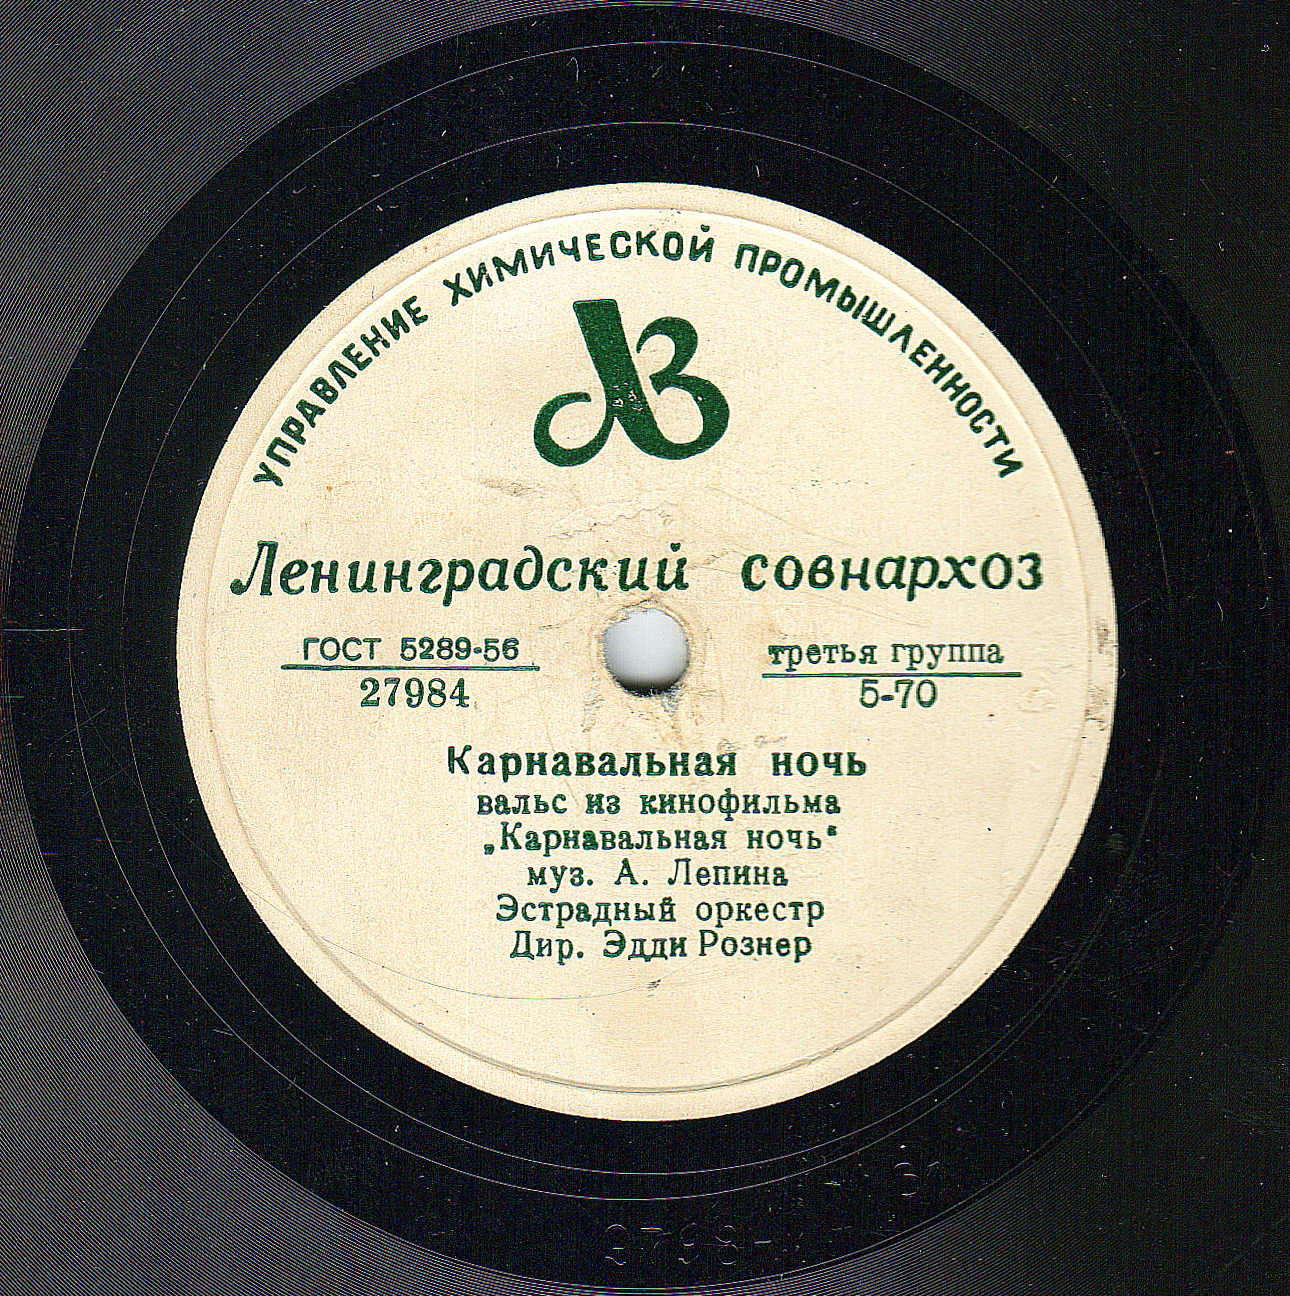 УПРАВЛЕНИЕ ХИМИЧЕСКОЙ ПРОМЫШЛЕННОСТИ
ЛЗ
Ленинградский совнархоз
ГОСТ 5289-56
27984
третья группа
5-70
Карнавальная ночь
вальс из кинофильма
„Карнавальная ночь“
муз. А. Лепина
Эстрадный оркестр
Дир. Эдди Рознер